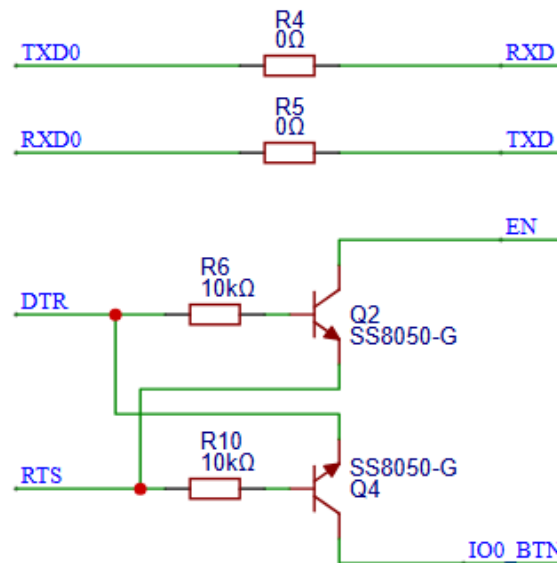 R4
0Ω
TXD0
RXD
R5
0Ω
RXD0
TXD
EN
R6
10kΩ
DTR
Q2
SS8050-G
R10
10kΩ
SS8050-G
Q4
RTS
IO0_BTN